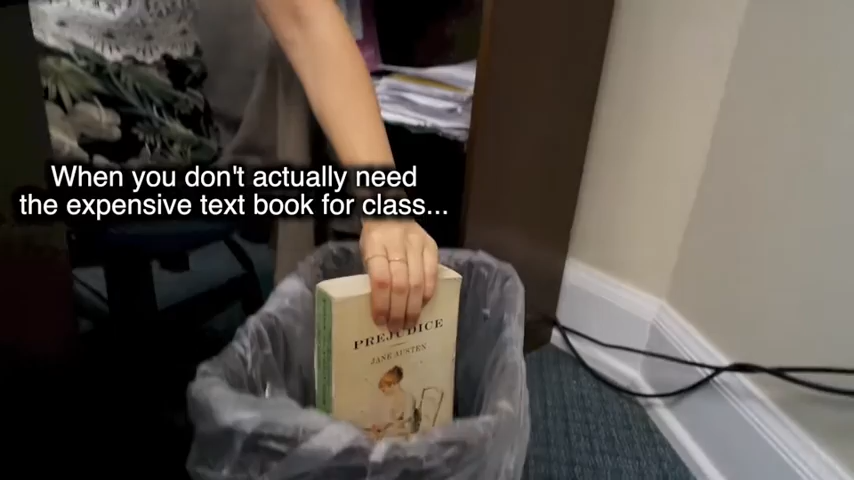 When you don't actually need
the expensive text book for class...
PREJUDICE
JANE AUSTEN